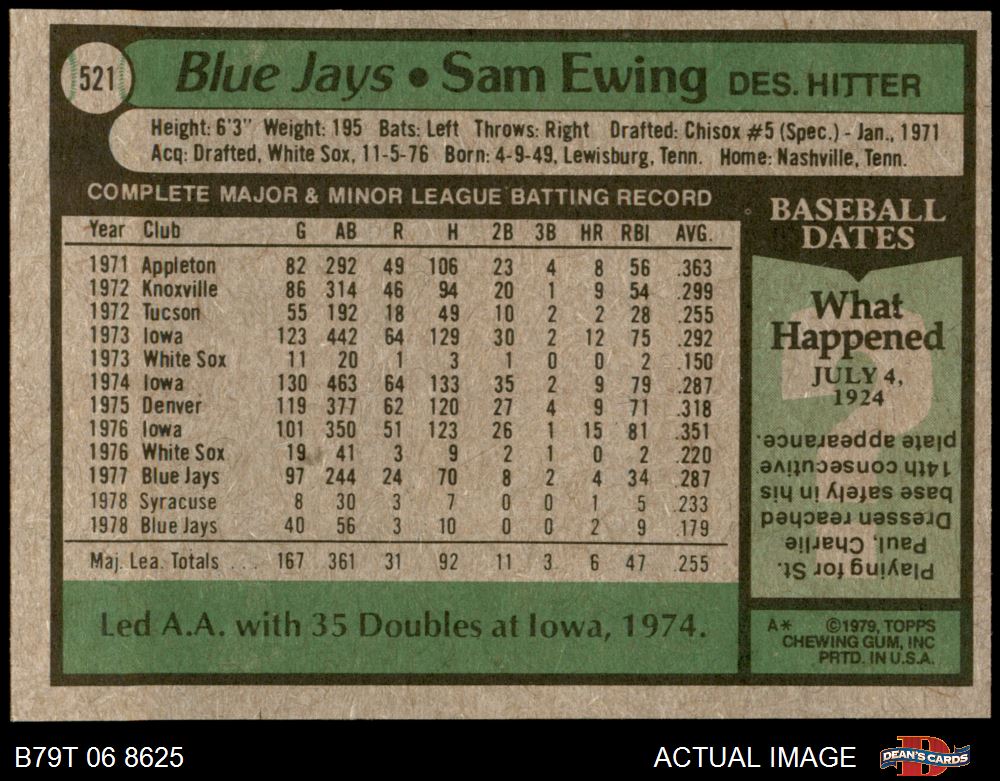 521
Blue Jays • Sam Ewing DES. HITTER
Height: 6'3" Weight: 195 Bats: Left Throws: Right Drafted: Chisox #5 (Spec.) - Jan., 1971
Acq: Drafted, White Sox, 11-5-76 Born: 4-9-49, Lewisburg, Tenn. Home: Nashville, Tenn.
COMPLETE MAJOR & MINOR LEAGUE BATTING RECORD
Year Club G AB R H 2B 3B HR RBI AVG.
1971 Appleton 82 292 49 106 23 4 8 56 .363
1972 Knoxville 86 314 46 94 20 1 9 54 .299
1972 Tucson 55 192 18 49 10 2 2 28 .255
1973 Iowa 123 442 64 129 30 2 12 75 .292
1973 White Sox 11 20 1 3 1 0 0 2 .150
1974 Iowa 130 463 64 133 35 2 9 79 .287
1975 Denver 119 377 62 120 27 4 9 71 .318
1976 Iowa 101 350 51 123 26 1 15 81 .351
1976 White Sox 19 41 3 9 2 1 0 2 .220
1977 Blue Jays 97 244 24 70 8 2 4 34 .287
1978 Syracuse 8 30 3 7 0 0 1 5 .233
1978 Blue Jays 40 56 3 10 0 0 2 9 .179
Maj. Lea. Totals . . . 167 361 31 92 11 3 6 47 .255
Led A.A. with 35 Doubles at Iowa, 1974.
BASEBALL
DATES
What
Happened
JULY 4,
1924
?
Playing for St.
Paul, Charlie
Dressen reached
base safely in his
14th consecutive
plate appearance.
A* ©1979, TOPPS
CHEWING GUM, INC
PRTD. IN U.S.A.
B79T 06 8625
ACTUAL IMAGE
D
DEAN'S CARDS